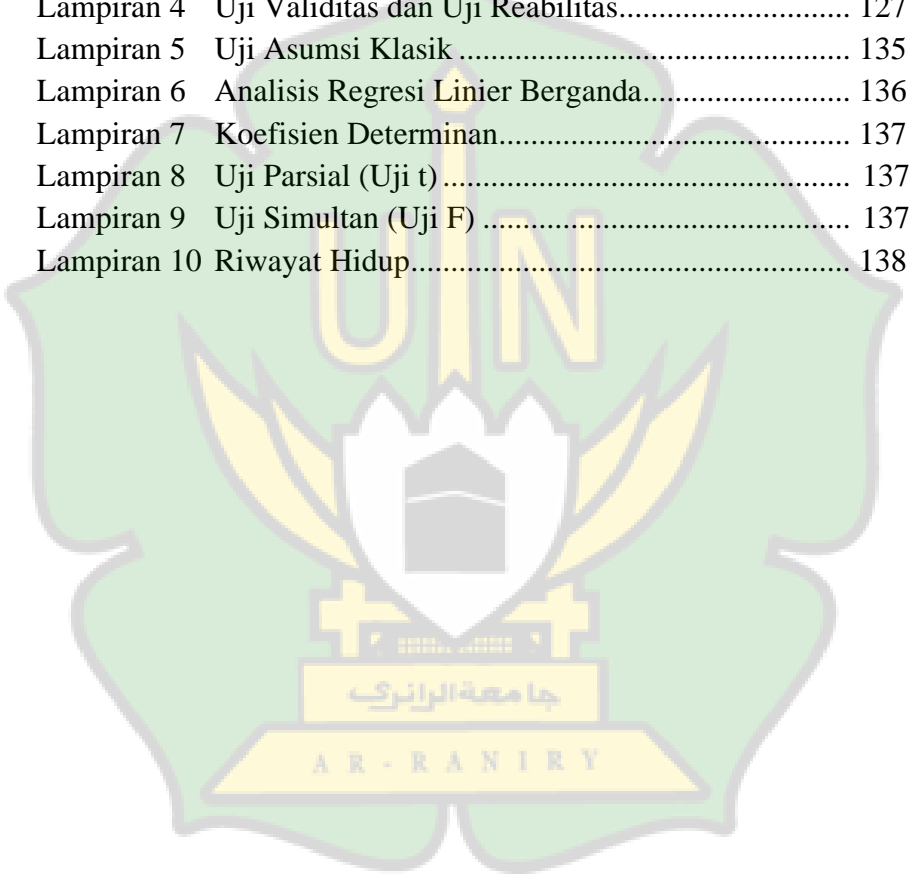 Lampiran 4 Uji Validitas dan Uji Reabilitas................................ 127
Lampiran 5 Uji Asumsi Klasik................................................. 135
Lampiran 6 Analisis Regresi Linier Berganda.......................... 136
Lampiran 7 Koefisien Determinan............................................ 137
Lampiran 8 Uji Parsial (Uji t)................................................... 137
Lampiran 9 Uji Simultan (Uji F) .............................................. 137
Lampiran 10 Riwayat Hidup....................................................... 138
UIN
جامعة الرانري
AR - RANIRY